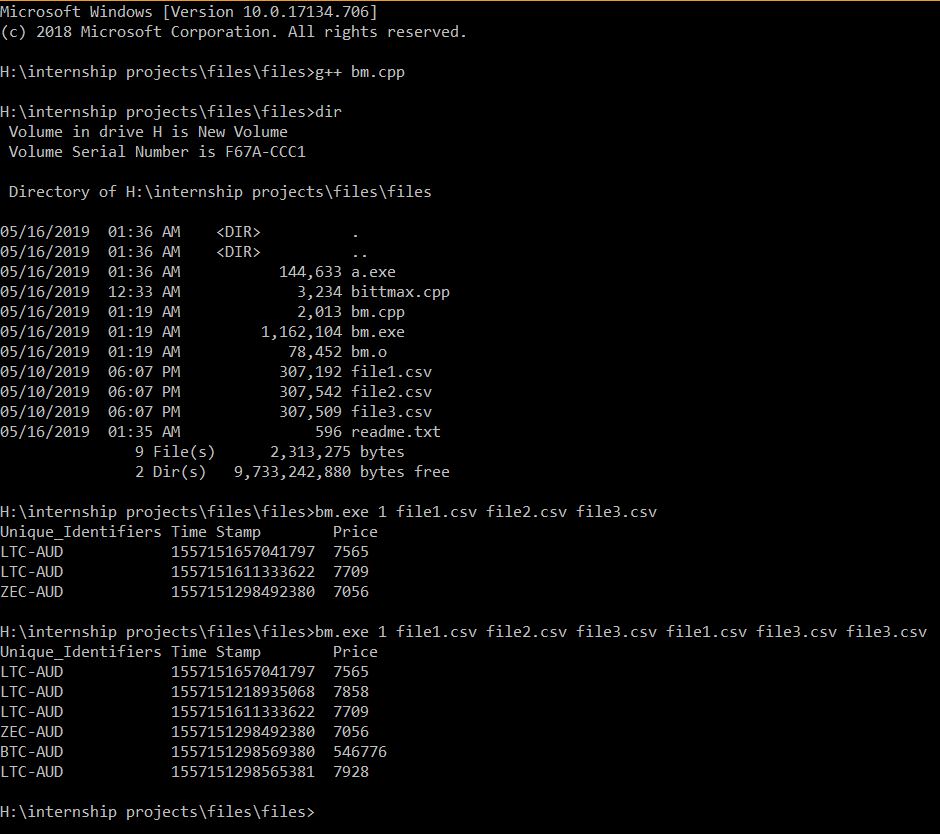 Microsoft Windows [Version 10.0.17134.706]
(c) 2018 Microsoft Corporation. All rights reserved.
H:\internship projects\files\files>g++ bm.cpp
H:\internship projects\files\files>dir
 Volume in drive H is New Volume
 Volume Serial Number is F67A-CCC1
 Directory of H:\internship projects\files\files
05/16/2019  01:36 AM    <DIR>          .
05/16/2019  01:36 AM    <DIR>          ..
05/16/2019  01:36 AM           144,633 a.exe
05/16/2019  12:33 AM             3,234 bittmax.cpp
05/16/2019  01:19 AM             2,013 bm.cpp
05/16/2019  01:19 AM         1,162,104 bm.exe
05/16/2019  01:19 AM            78,452 bm.o
05/10/2019  06:07 PM           307,192 file1.csv
05/10/2019  06:07 PM           307,542 file2.csv
05/10/2019  06:07 PM           307,509 file3.csv
05/16/2019  01:35 AM               596 readme.txt
               9 File(s)      2,313,275 bytes
               2 Dir(s)   9,733,242,880 bytes free
H:\internship projects\files\files>bm.exe 1 file1.csv file2.csv file3.csv
Unique_Identifiers Time Stamp        Price
LTC-AUD            1557151657041797  7565
LTC-AUD            1557151611333622  7709
ZEC-AUD            1557151298492380  7056
H:\internship projects\files\files>bm.exe 1 file1.csv file2.csv file3.csv file1.csv file3.csv file3.csv
Unique_Identifiers Time Stamp        Price
LTC-AUD            1557151657041797  7565
LTC-AUD            1557151218935068  7858
LTC-AUD            1557151611333622  7709
ZEC-AUD            1557151298492380  7056
BTC-AUD            1557151298569380  546776
LTC-AUD            1557151298565381  7928
H:\internship projects\files\files>